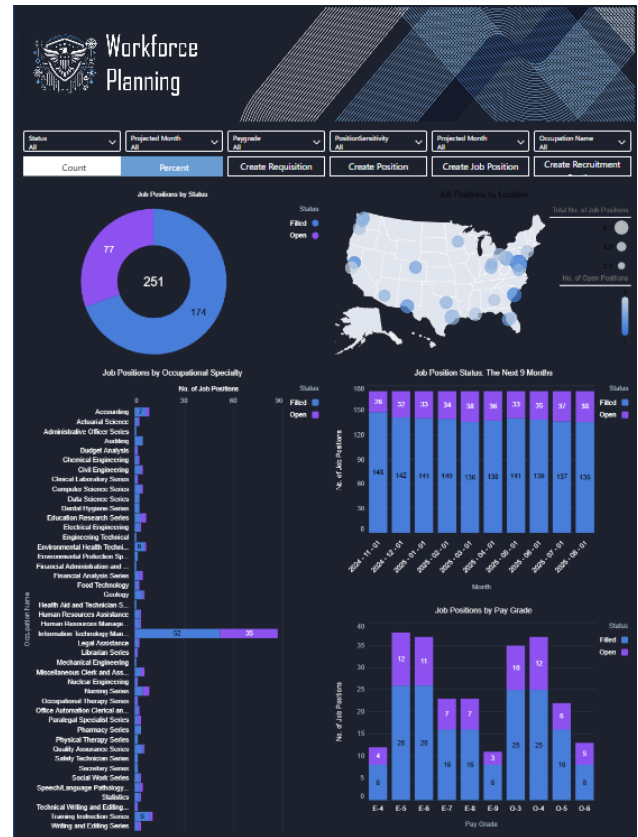 Workforce
Planning
Status
All
Projected Month
All
Paygrade
All
PositionSensitivity
All
Projected Month
All
Occupation Name
All
Count
Percent
Create Requisition
Create Position
Create Job Position
Create Recruitment
Job Positions by Status
Status
Filled
Open
77
251
174
Job Positions by Location
Total No. of Job Positions
No. of Open Positions
Job Positions by Occupational Specialty
No. of Job Positions
Status
0 30 60 90
Filled
Open
Occupation Name
Accounting 7
Actuarial Science
Administrative Officer Series
Auditing
Budget Analysis
Chemical Engineering
Civil Engineering
Clinical Laboratory Series
Computer Science Series
Data Science Series
Dental Hygiene Series
Education Research Series
Electrical Engineering
Engineering Technical
Environmental Health Techni...
Environmental Protection Sp...
Financial Administration and ...
Financial Analysis Series
Food Technology
Geology
Health Aid and Technician S...
Human Resources Assistance
Human Resources Manage...
Information Technology Man... 52 35
Legal Assistance
Librarian Series
Mechanical Engineering
Miscellaneous Clerk and Ass...
Nuclear Engineering
Nursing Series
Occupational Therapy Series
Office Automation Clerical an...
Paralegal Specialist Series
Pharmacy Series
Physical Therapy Series
Quality Assurance Series
Safety Technician Series
Secretary Series
Social Work Series
Speech/Language Pathology...
Statistics
Technical Writing and Editing...
Training Instruction Series
Writing and Editing Series
Job Position Status. The Next 9 Months
Status
Filled
Open
No. of Job Positions
180
150
120
90
60
30
0
32 33 34 38 36 33 35 37 38
142 141 140 136 138 141 139 137 136
2024 - 11 - 01
2024 - 12 - 01
2025 - 01 - 01
2025 - 02 - 01
2025 - 03 - 01
2025 - 04 - 01
2025 - 05 - 01
2025 - 06 - 01
2025 - 07 - 01
2025 - 08 - 01
Month
Job Positions by Pay Grade
Status
Filled
Open
No. of Job Positions
40
35
30
25
20
15
10
5
0
4 12 11 7 7 3 10 12 6 5
8 26 26 16 16 8 25 25 16 8
E-4 E-5 E-6 E-7 E-8 E-9 O-3 O-4 O-5 O-6
Pay Grade